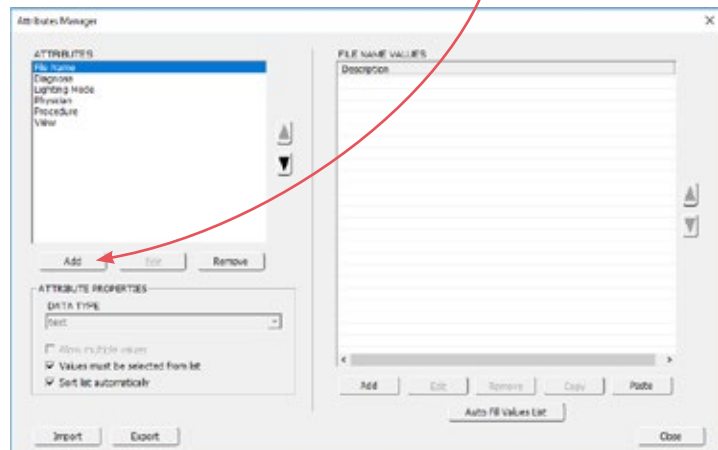 Attributes Manager
ATTRIBUTES
File Name
Diagnosis
Lighting Mode
Physician
Procedure
View
Add Edit Remove
ATTRIBUTE PROPERTIES
DATA TYPE
Text
Allow multiple values
Values must be selected from list
Sort list automatically
Import Export
FILE NAME VALUES
Description
Add Edit Remove Copy Paste
Auto Fill Values List
Close